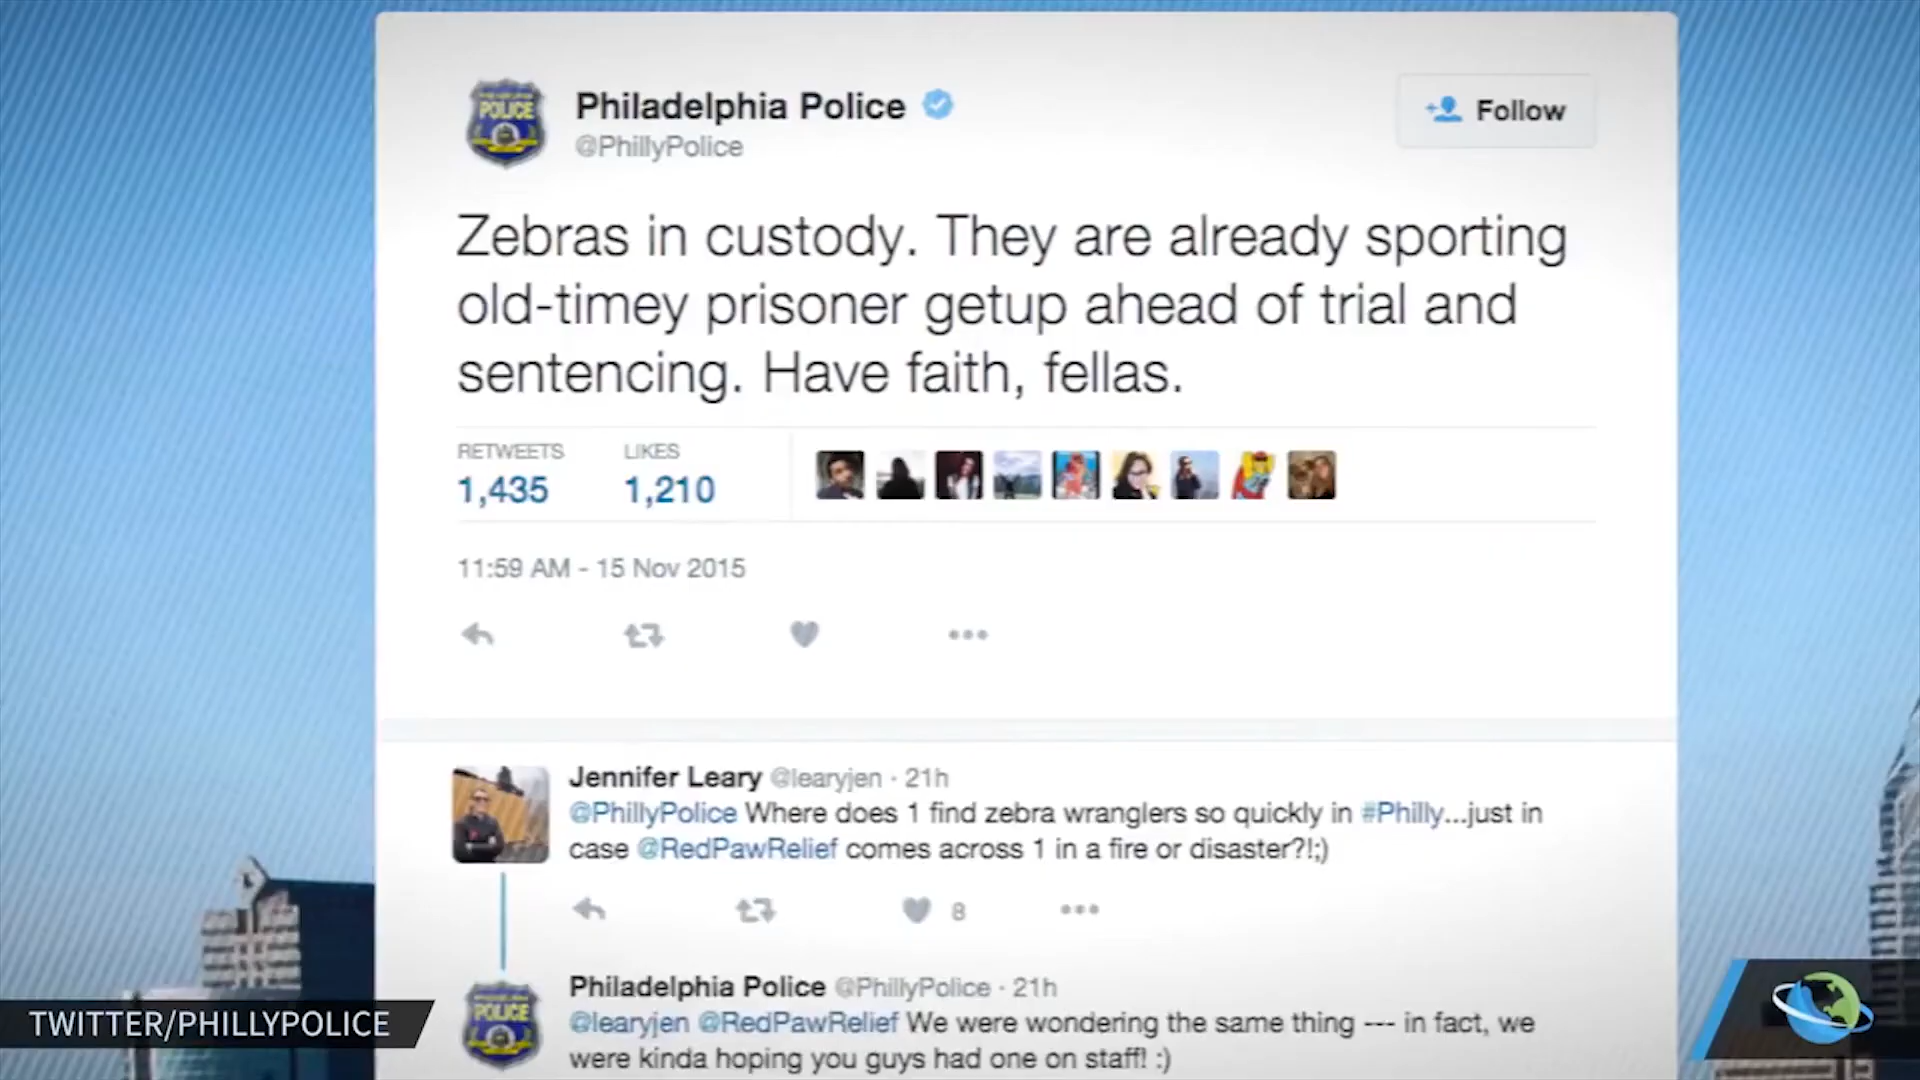 Philadelphia Police
@PhillyPolice
Follow
Zebras in custody. They are already sporting
old-timey prisoner getup ahead of trial and
sentencing. Have faith, fellas.
RETWEETS LIKES
1,435 1,210
11:59 AM - 15 Nov 2015
Jennifer Leary @learyjen · 21h
@PhillyPolice Where does 1 find zebra wranglers so quickly in #Philly...just in
case @RedPawRelief comes across 1 in a fire or disaster?!;)
8
Philadelphia Police @PhillyPolice · 21h
@learyjen @RedPawRelief We were wondering the same thing --- in fact, we
were kinda hoping you guys had one on staff! :)
POLICE
POLICE
TWITTER/PHILLYPOLICE